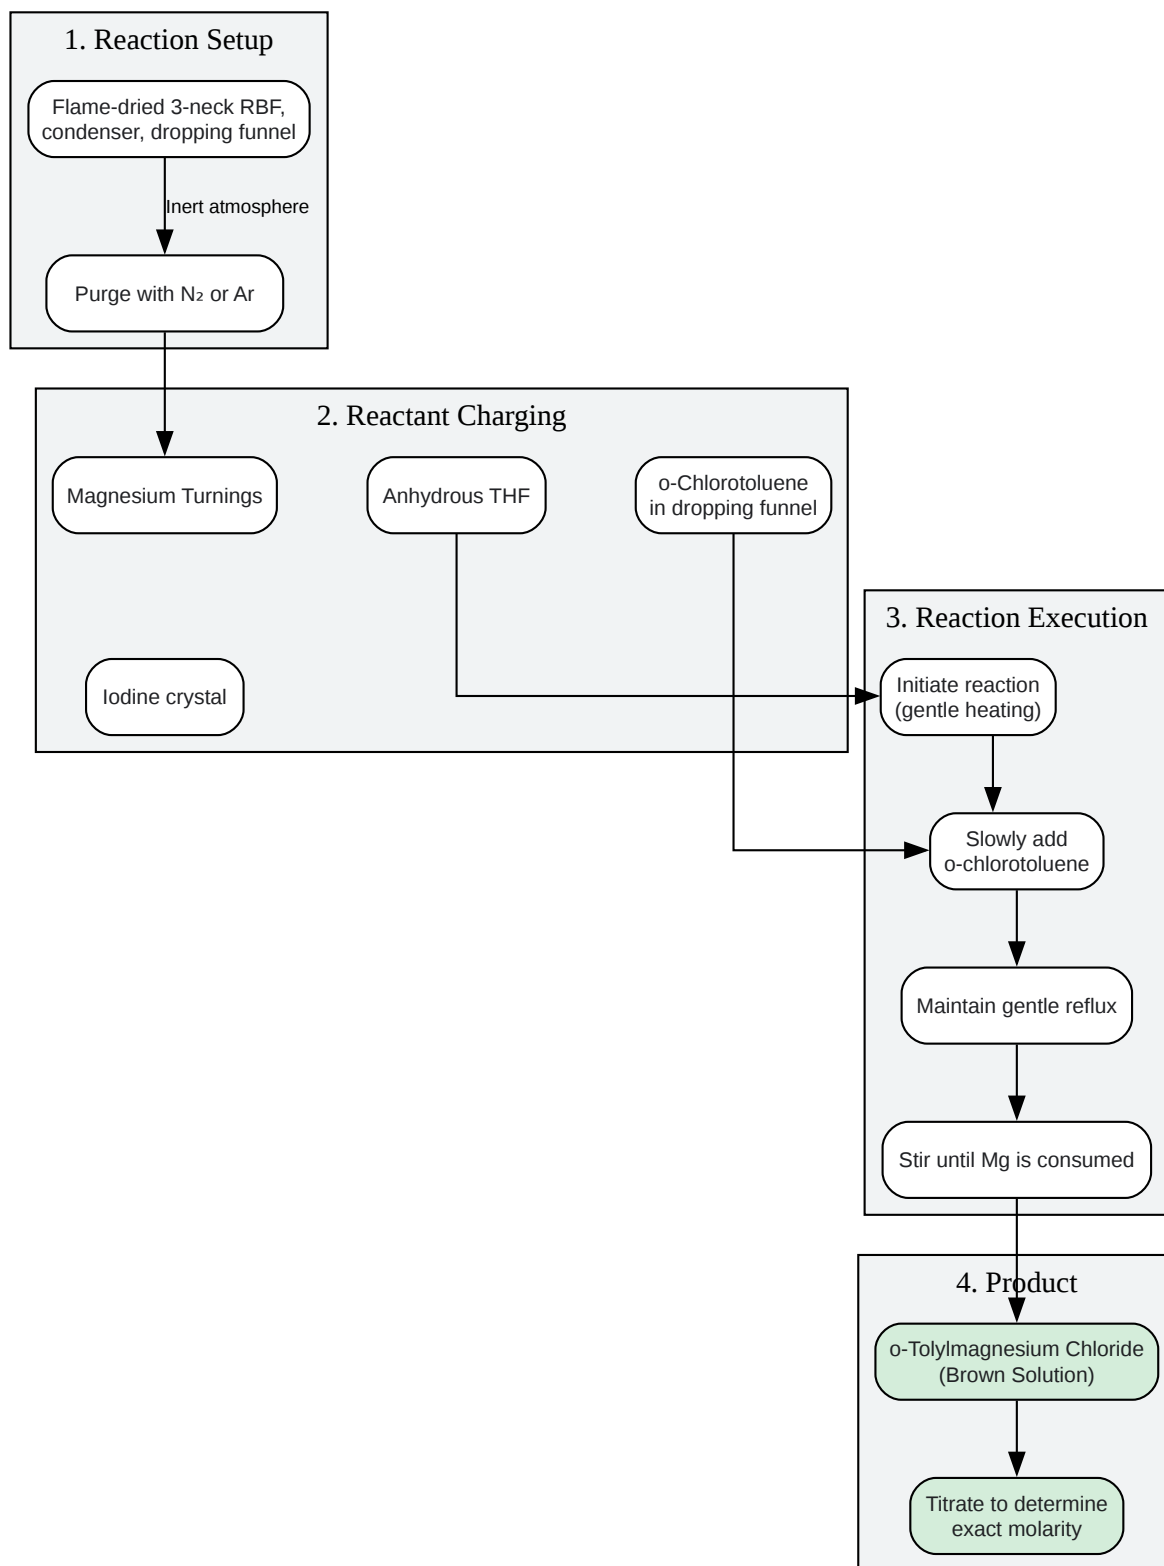 1. Reaction Setup
Flame-dried 3-neck RBF,
condenser, dropping funnel
Inert atmosphere
Purge with N₂ or Ar
2. Reactant Charging
Magnesium Turnings
Anhydrous THF
o-Chlorotoluene
in dropping funnel
Iodine crystal
3. Reaction Execution
Initiate reaction
(gentle heating)
Slowly add
o-chlorotoluene
Maintain gentle reflux
Stir until Mg is consumed
4. Product
o-Tolylmagnesium Chloride
(Brown Solution)
Titrate to determine
exact molarity